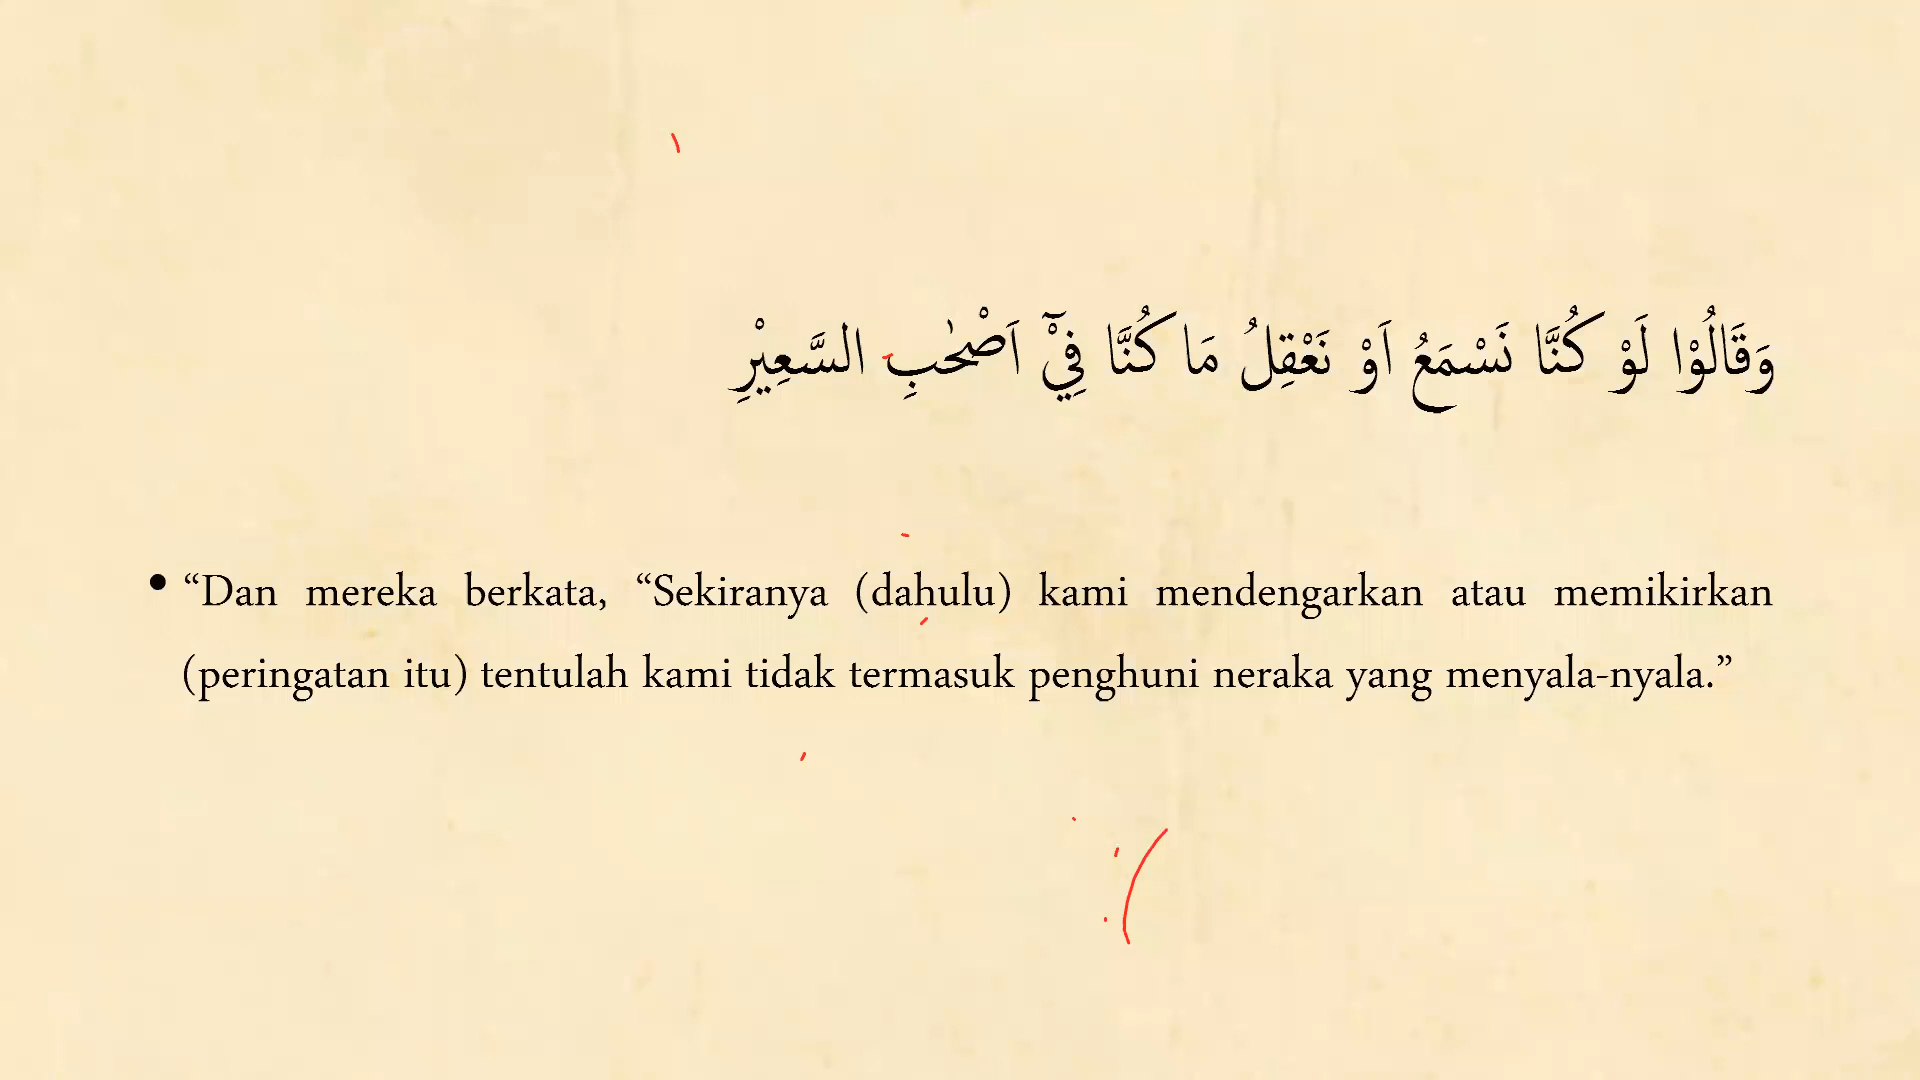 وَقَالُوْا لَوْ كُنَّا نَسْمَعُ اَوْ نَعْقِلُ مَا كُنَّا فِيْٓ اَصْحٰبِ السَّعِيْرِ
• “Dan mereka berkata, “Sekiranya (dahulu) kami mendengarkan atau memikirkan
(peringatan itu) tentulah kami tidak termasuk penghuni neraka yang menyala-nyala.”